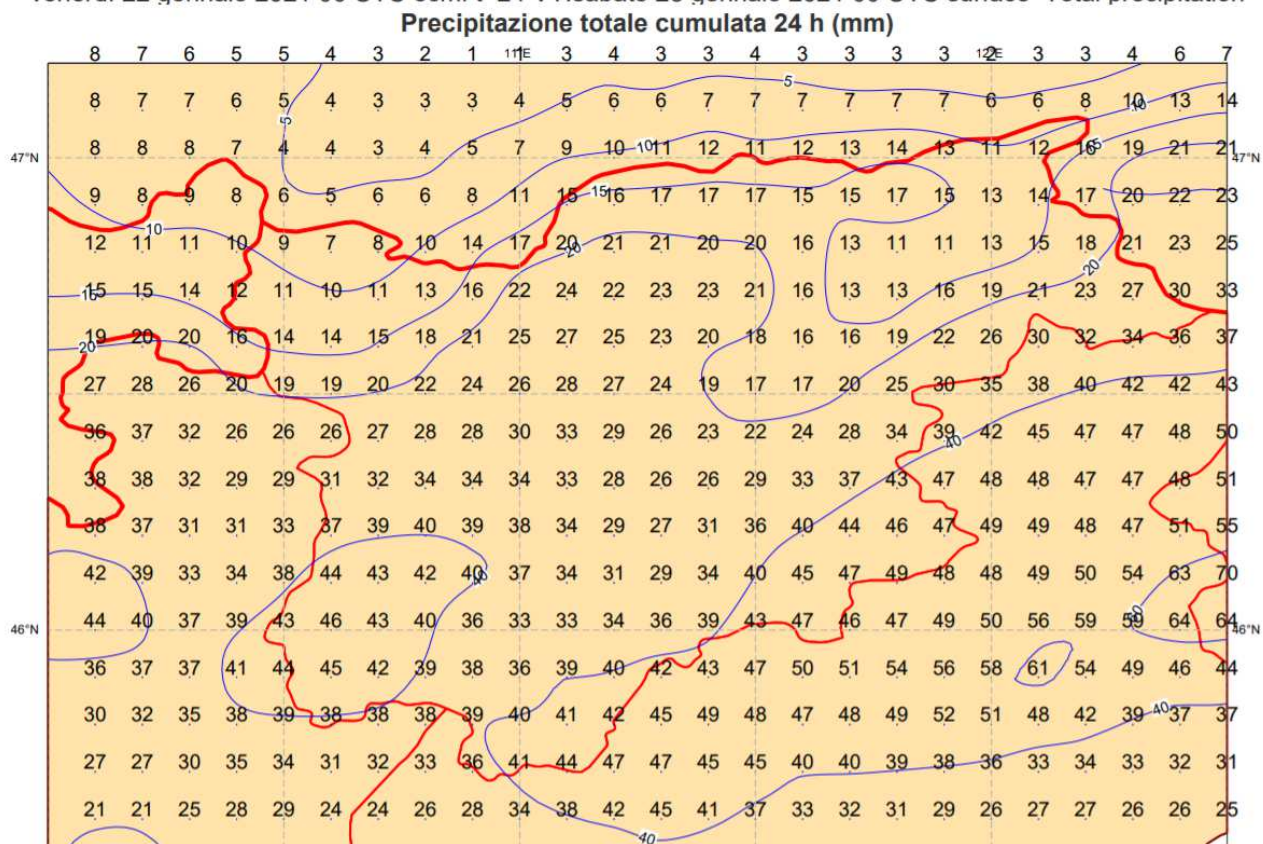 Precipitazione totale cumulata 24 h (mm)
8 7 6 5 5 4 3 2 1 11°E 1 3 4 3 3 3 3 3 3 3 12°E 2 3 3 4 6 7
5
8 7 7 6 5 4 3 3 3 4 5 6 6 7 7 7 7 7 7 6 6 8 10 13 14
5 10
47°N 8 8 8 7 4 4 3 4 5 7 9 10 10 11 12 11 12 13 14 13 11 12 16 15 19 21 21 47°N
9 8 9 8 6 5 6 6 8 11 15 15 16 17 17 17 15 15 17 15 13 14 17 20 22 23
10
12 11 11 10 9 7 8 10 14 17 20 20 21 21 20 20 16 13 11 11 13 15 18 21 23 25
20
15 15 14 12 11 10 11 13 16 22 24 22 23 23 21 16 13 13 16 19 21 23 27 30 33
19 20 20 16 14 14 15 18 21 25 27 25 23 20 18 16 16 19 22 26 30 32 34 36 37
20
27 28 26 20 19 19 20 22 24 26 28 27 24 19 17 17 20 25 30 35 38 40 42 42 43
36 37 32 26 26 26 27 28 28 30 33 29 26 23 22 24 28 34 39 42 45 47 47 48 50
40
38 38 32 29 29 31 32 34 34 34 33 28 26 26 29 33 37 43 47 48 48 47 47 48 51
38 37 31 31 33 37 39 40 39 38 34 29 27 31 36 40 44 46 47 49 49 48 47 51 55
42 39 33 34 38 44 43 42 40 40 37 34 31 29 34 40 45 47 49 48 48 49 50 54 63 70
46°N 44 40 37 39 43 46 43 40 36 33 33 34 36 39 43 47 46 47 49 50 56 59 59 64 64 46°N
36 37 37 41 44 45 42 39 38 36 39 40 42 43 47 50 51 54 56 58 61 54 49 46 44
30 32 35 38 39 38 38 38 39 40 41 42 45 49 48 47 48 49 52 51 48 42 39 40 37 37
27 27 30 35 34 31 32 33 36 41 44 47 47 45 45 40 40 39 38 36 33 34 33 32 31
21 21 25 28 29 24 24 26 28 34 38 42 45 41 37 33 32 31 29 26 27 27 26 26 25
40